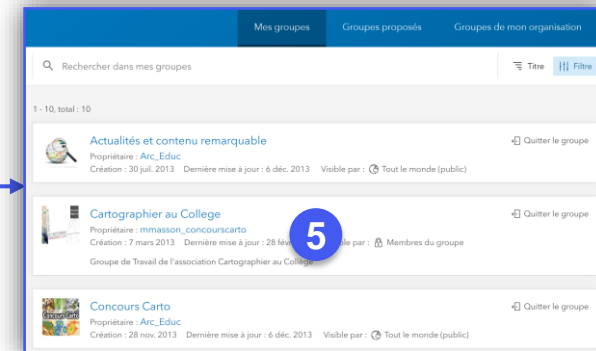 Mes groupes Groupes proposés Groupes de mon organisation
Rechercher dans mes groupes Titre Filtre
1 - 10, total : 10
Actualités et contenu remarquable Quitter le groupe
Propriétaire : Arc_Educ
Création : 30 juil. 2013 Dernière mise à jour : 6 déc. 2013 Visible par : Tout le monde (public)
Cartographier au College Quitter le groupe
Propriétaire : mmasson_concourscarto
5
Création : 7 mars 2013 Dernière mise à jour : 28 par : Membres du groupe
Groupe de Travail de l'association Cartographier au Collège
Concours Carto Quitter le groupe
Propriétaire : Arc_Educ
Création : 28 nov. 2013 Dernière mise à jour : 6 déc. 2013 Visible par : Tout le monde (public)